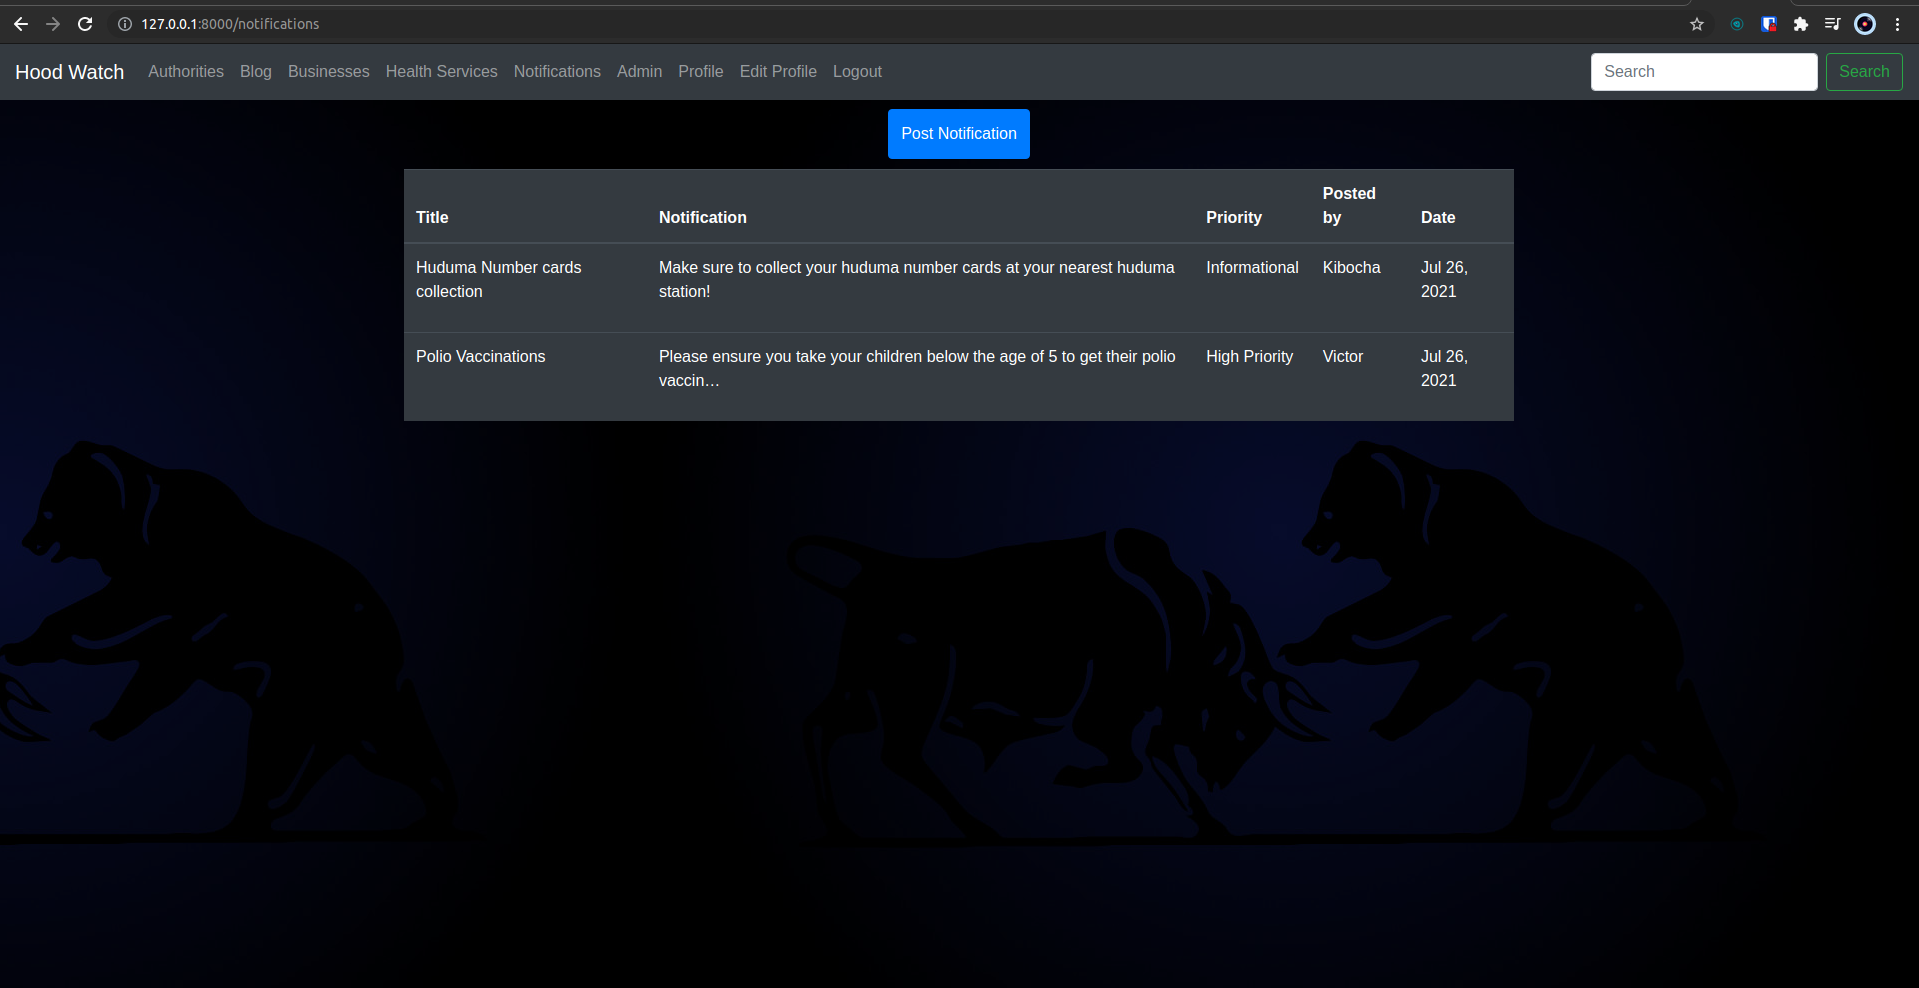 127.0.0.1:8000/notifications
Hood Watch Authorities Blog Businesses Health Services Notifications Admin Profile Edit Profile Logout Search Search
Post Notification
Title Notification Priority Posted by Date
Huduma Number cards collection
Make sure to collect your huduma number cards at your nearest huduma station!
Informational
Kibocha
Jul 26, 2021
Polio Vaccinations
Please ensure you take your children below the age of 5 to get their polio vaccin…
High Priority
Victor
Jul 26, 2021